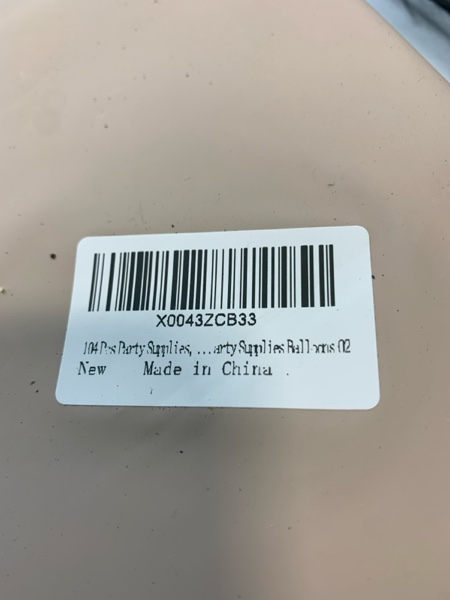 X0043ZCB33
104 Pcs Party Supplies, ...arty Supplies Balloons 02
New Made in China .